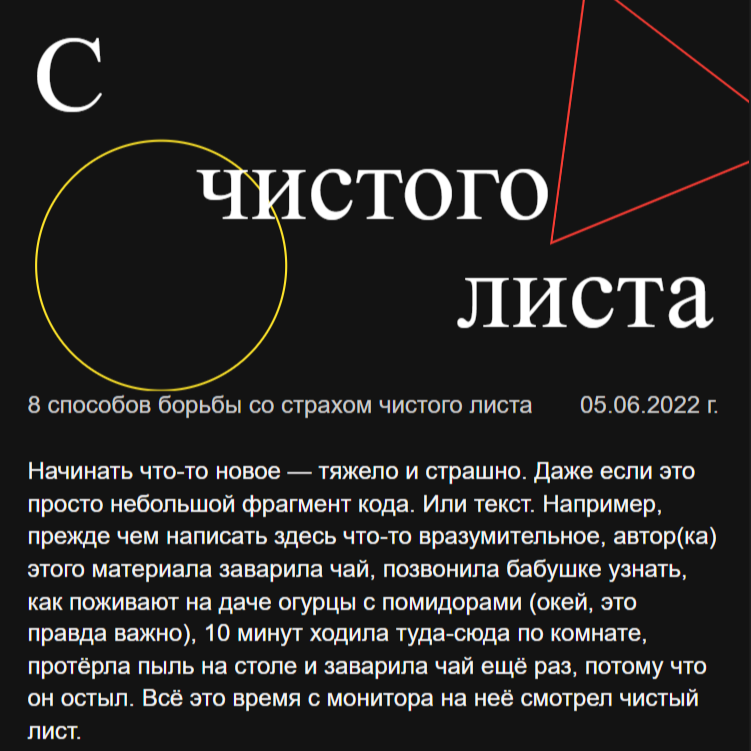 С
чистого
листа
8 способов борьбы со страхом чистого листа 05.06.2022 г.
Начинать что-то новое — тяжело и страшно. Даже если это
просто небольшой фрагмент кода. Или текст. Например,
прежде чем написать здесь что-то вразумительное, автор(ка)
этого материала заварила чай, позвонила бабушке узнать,
как поживают на даче огурцы с помидорами (окей, это
правда важно), 10 минут ходила туда-сюда по комнате,
протёрла пыль на столе и заварила чай ещё раз, потому что
он остыл. Всё это время с монитора на неё смотрел чистый
лист.